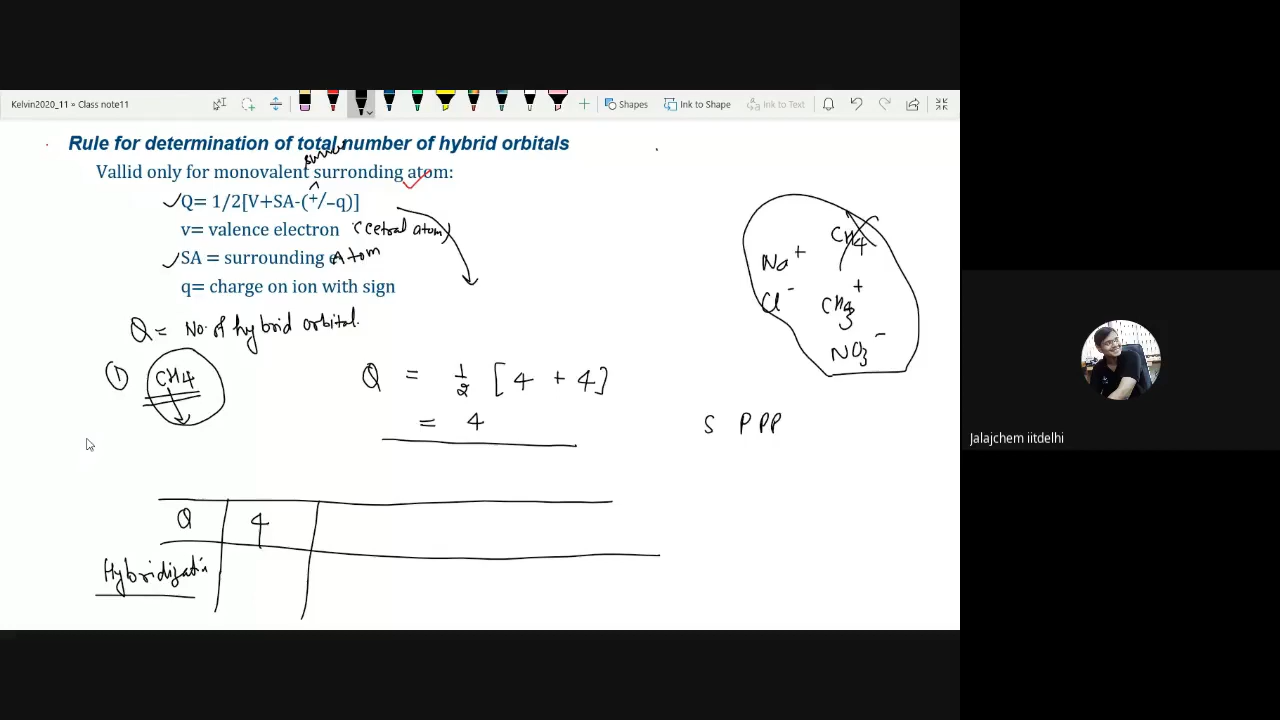 Kelvin2020_11 » Class note11
Shapes
Ink to Shape
Ink to Text
Rule for determination of total number of hybrid orbitals
Vallid only for monovalent surronding atom:
Q= 1/2[V+SA-(+/–q)]
v= valence electron (Cetral atom)
SA = surrounding Atom
q= charge on ion with sign
Q = No. of hybrid orbital.
① CH4
Q = 1/2 [4 + 4]
= 4
S P P P
Na+
CH4
Cl-
CH3+
NO3-
Q 4
Hybridizatio
Jalajchem iitdelhi